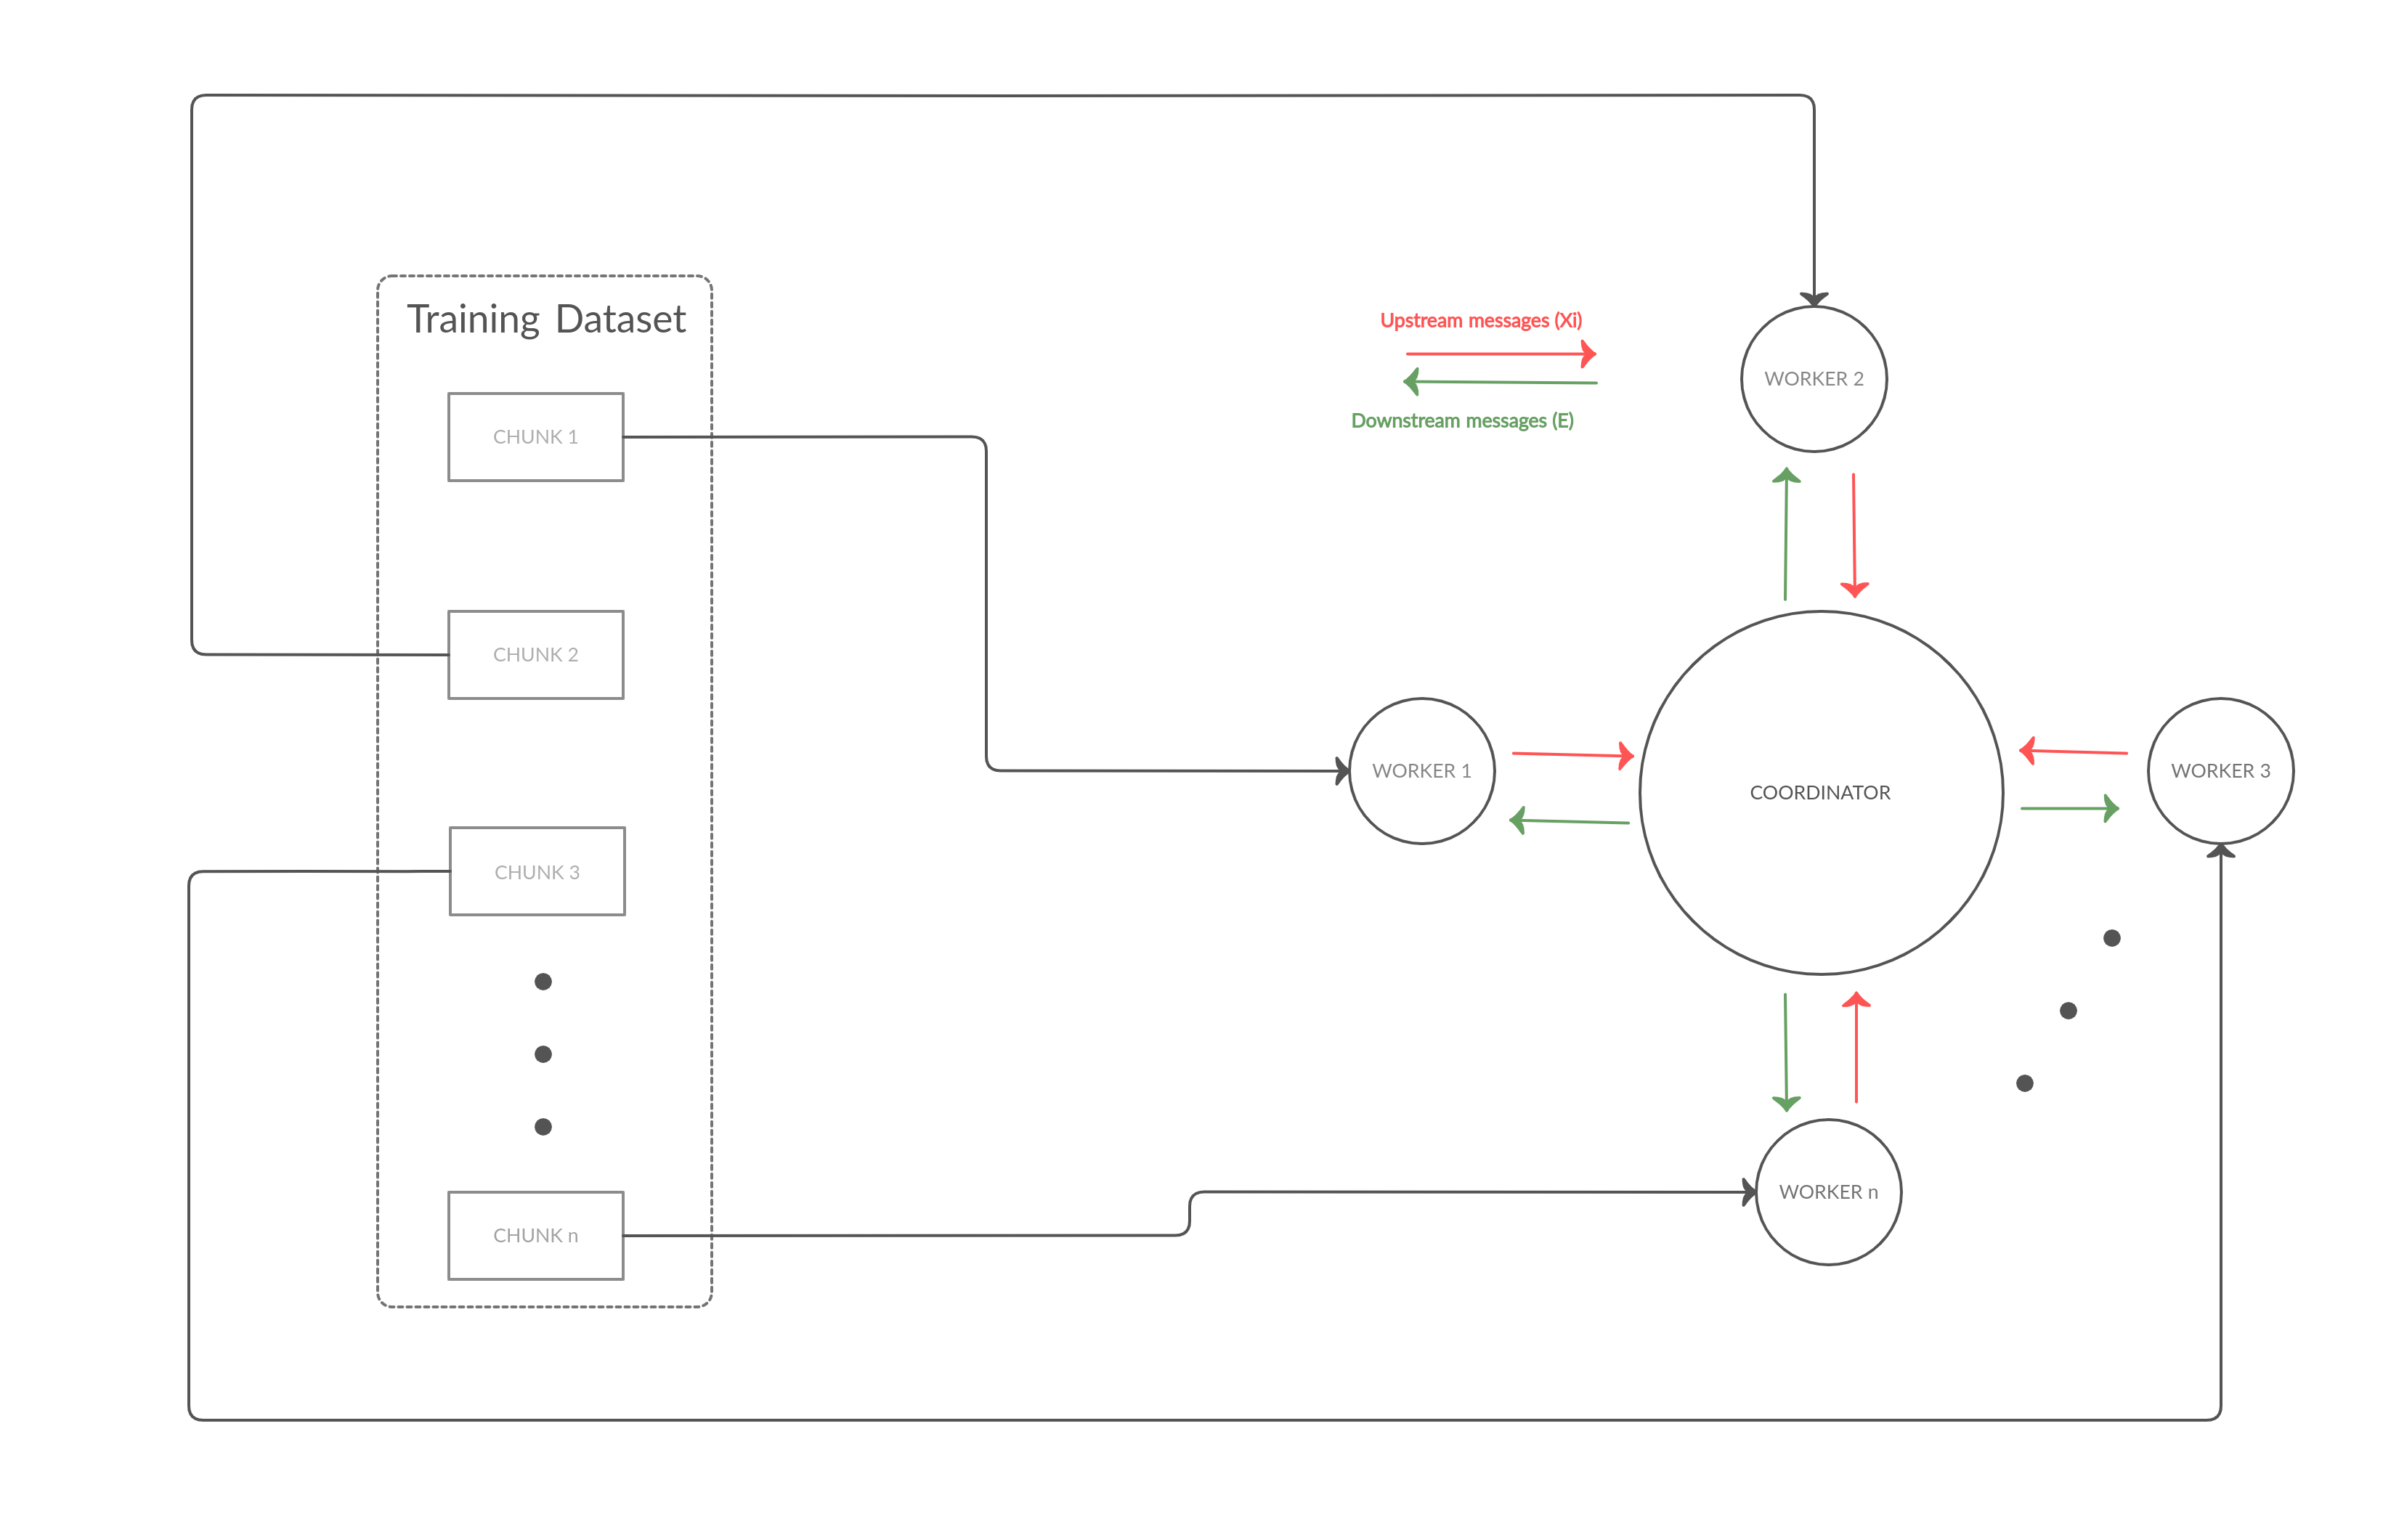 Training Dataset
CHUNK 1
CHUNK 2
CHUNK 3
CHUNK n
Upstream messages (Xi)
Downstream messages (E)
WORKER 2
WORKER 1
COORDINATOR
WORKER 3
WORKER n